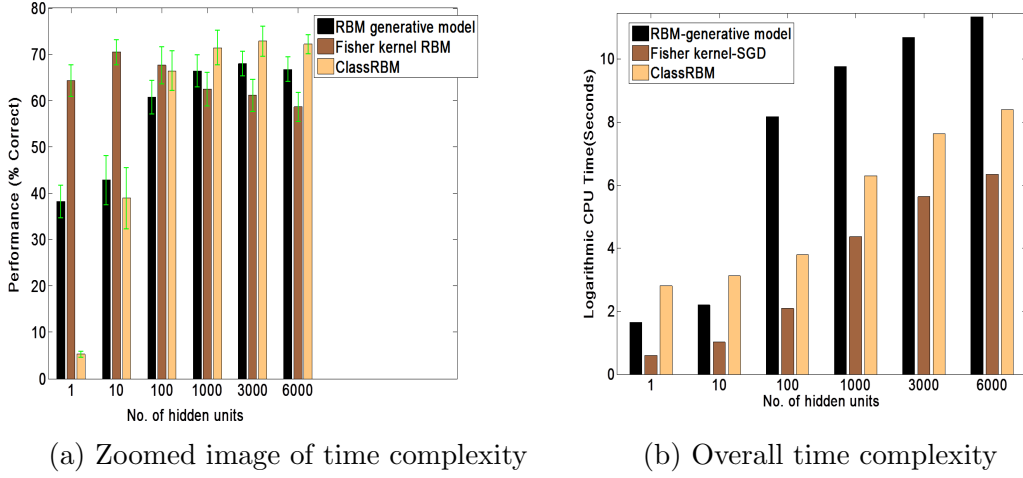 80
70
60
50
40
30
20
10
0
Performance (% Correct)
RBM generative model
Fisher kernel RBM
ClassRBM
1 10 100 1000 3000 6000
No. of hidden units
(a) Zoomed image of time complexity
10
8
6
4
2
0
Logarithmic CPU Time(Seconds)
RBM-generative model
Fisher kernel-SGD
ClassRBM
1 10 100 1000 3000 6000
No. of hidden units
(b) Overall time complexity